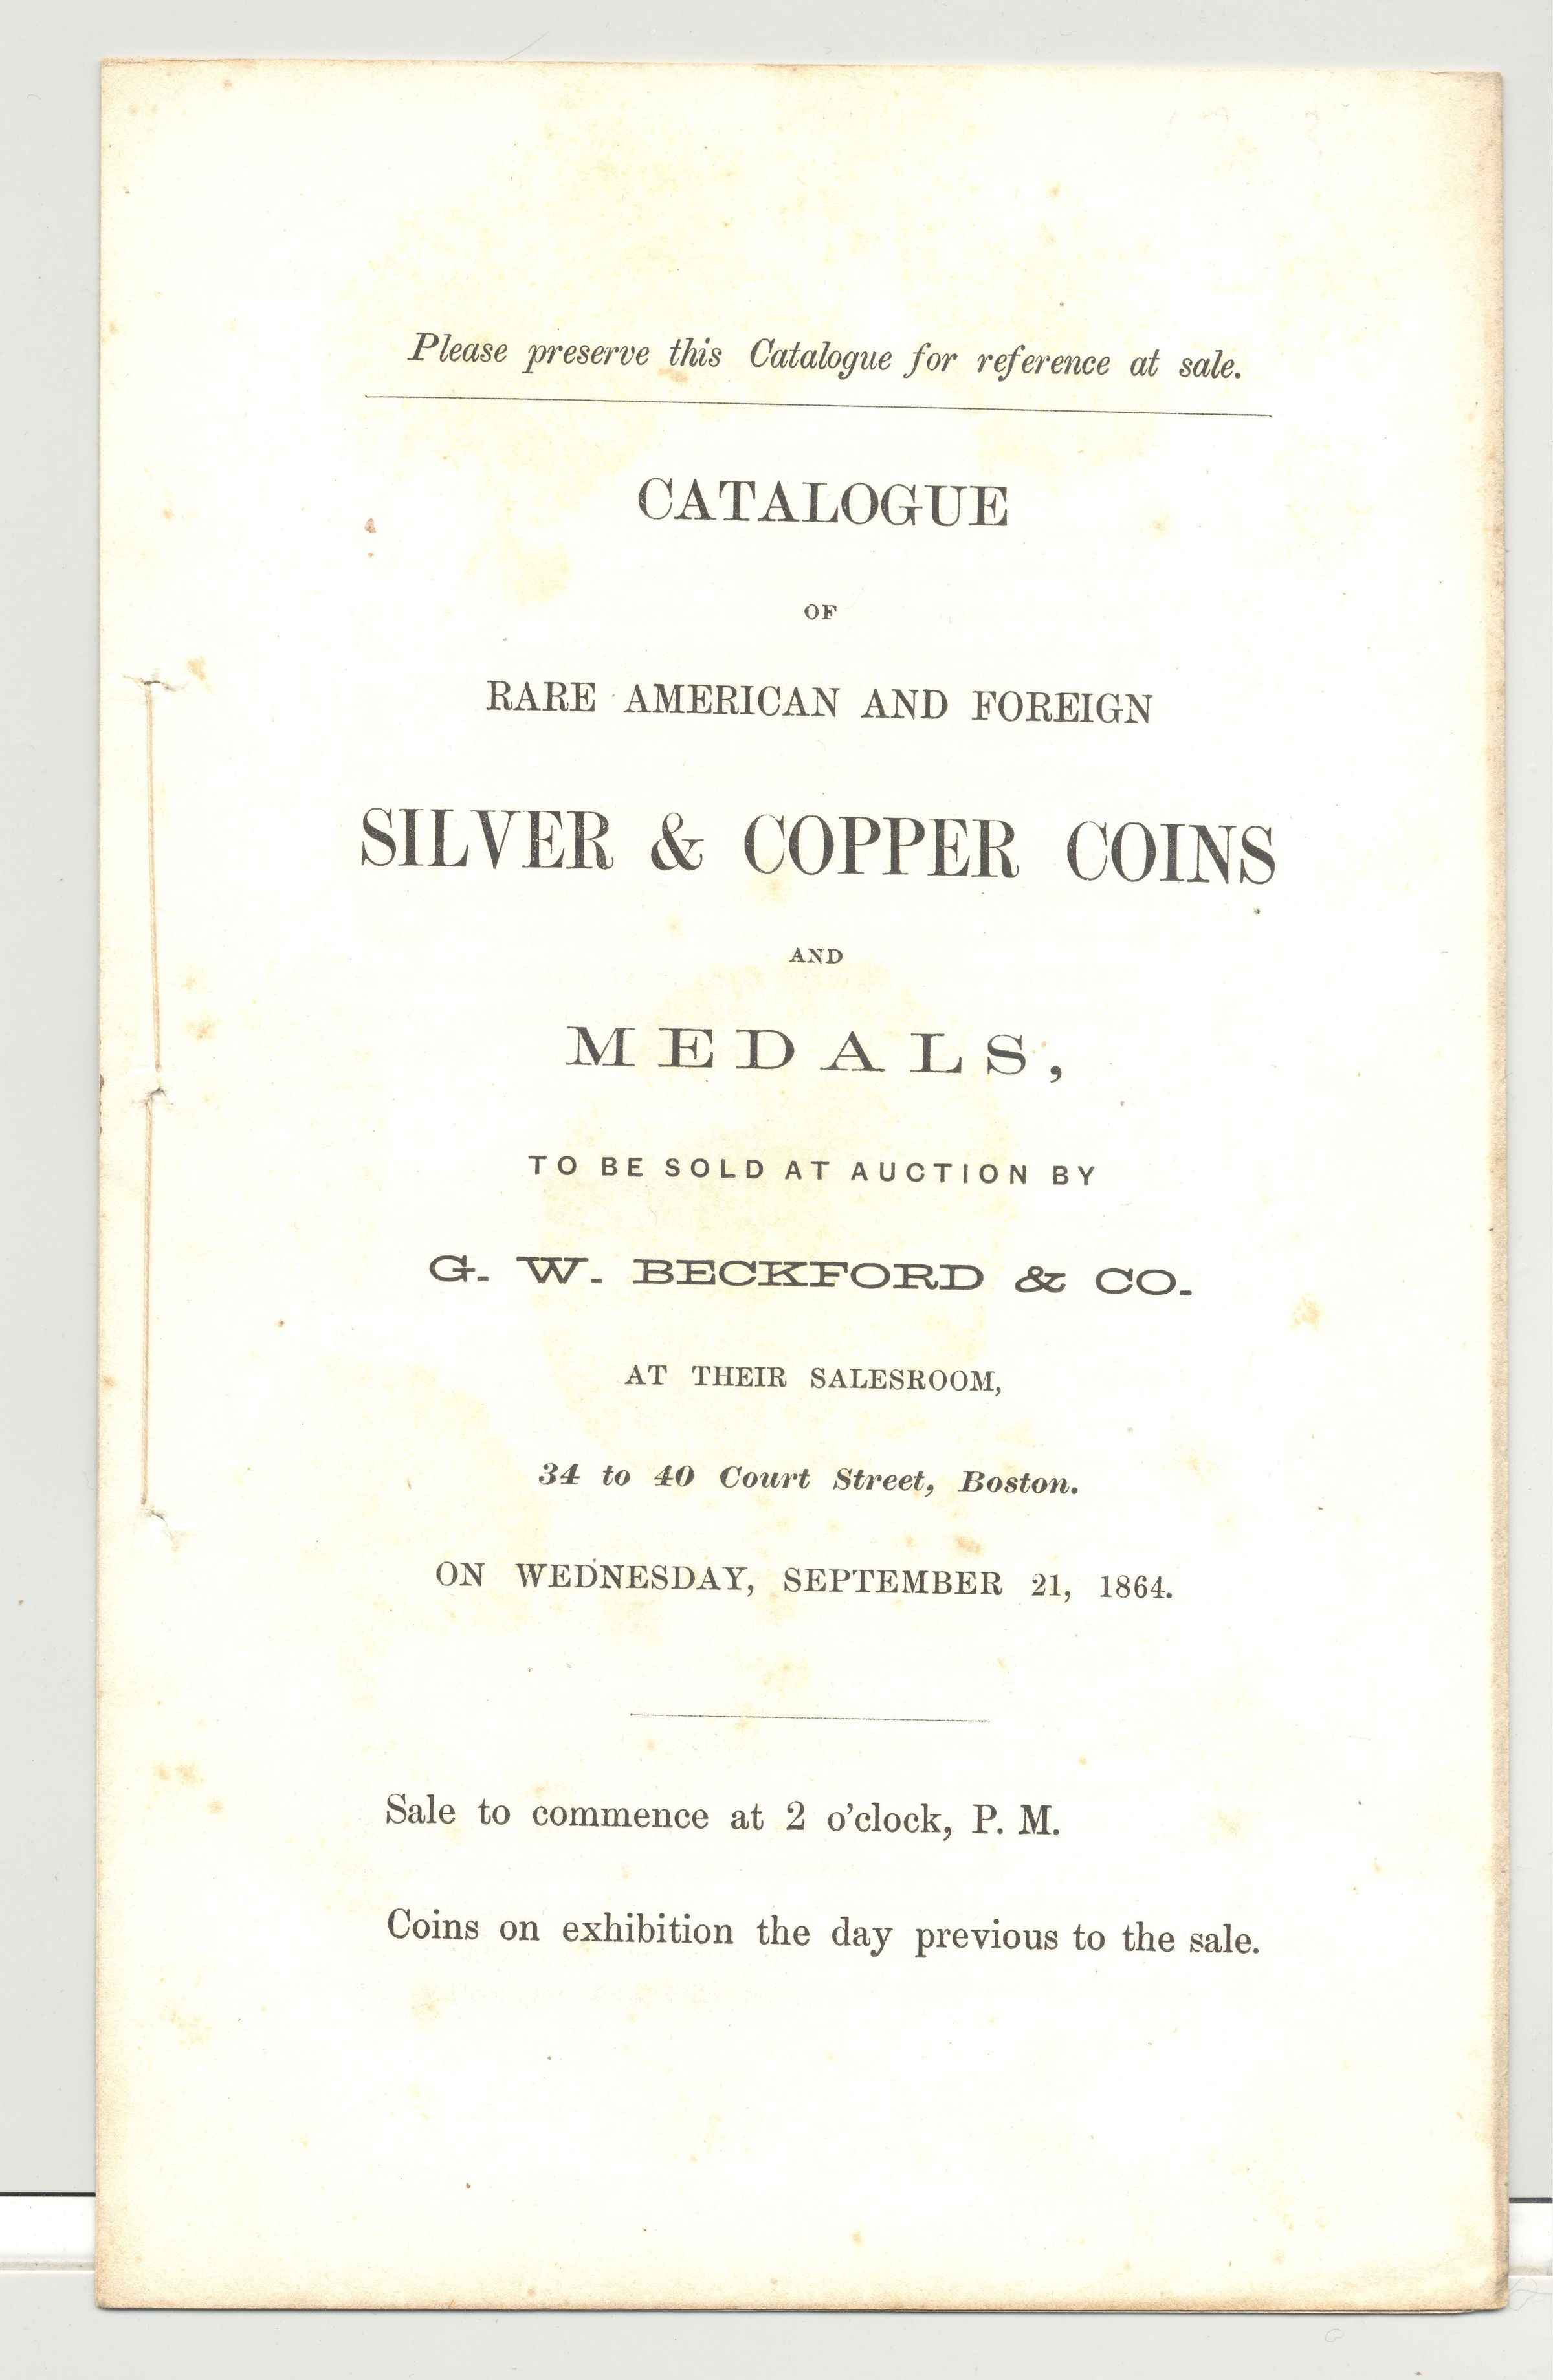 Please preserve this Catalogue for reference at sale.
CATALOGUE
OF
RARE AMERICAN AND FOREIGN
SILVER & COPPER COINS
AND
MEDALS,
TO BE SOLD AT AUCTION BY
G. W. BECKFORD & CO.
AT THEIR SALESROOM,
34 to 40 Court Street, Boston.
ON WEDNESDAY, SEPTEMBER 21, 1864.
Sale to commence at 2 o'clock, P. M.
Coins on exhibition the day previous to the sale.